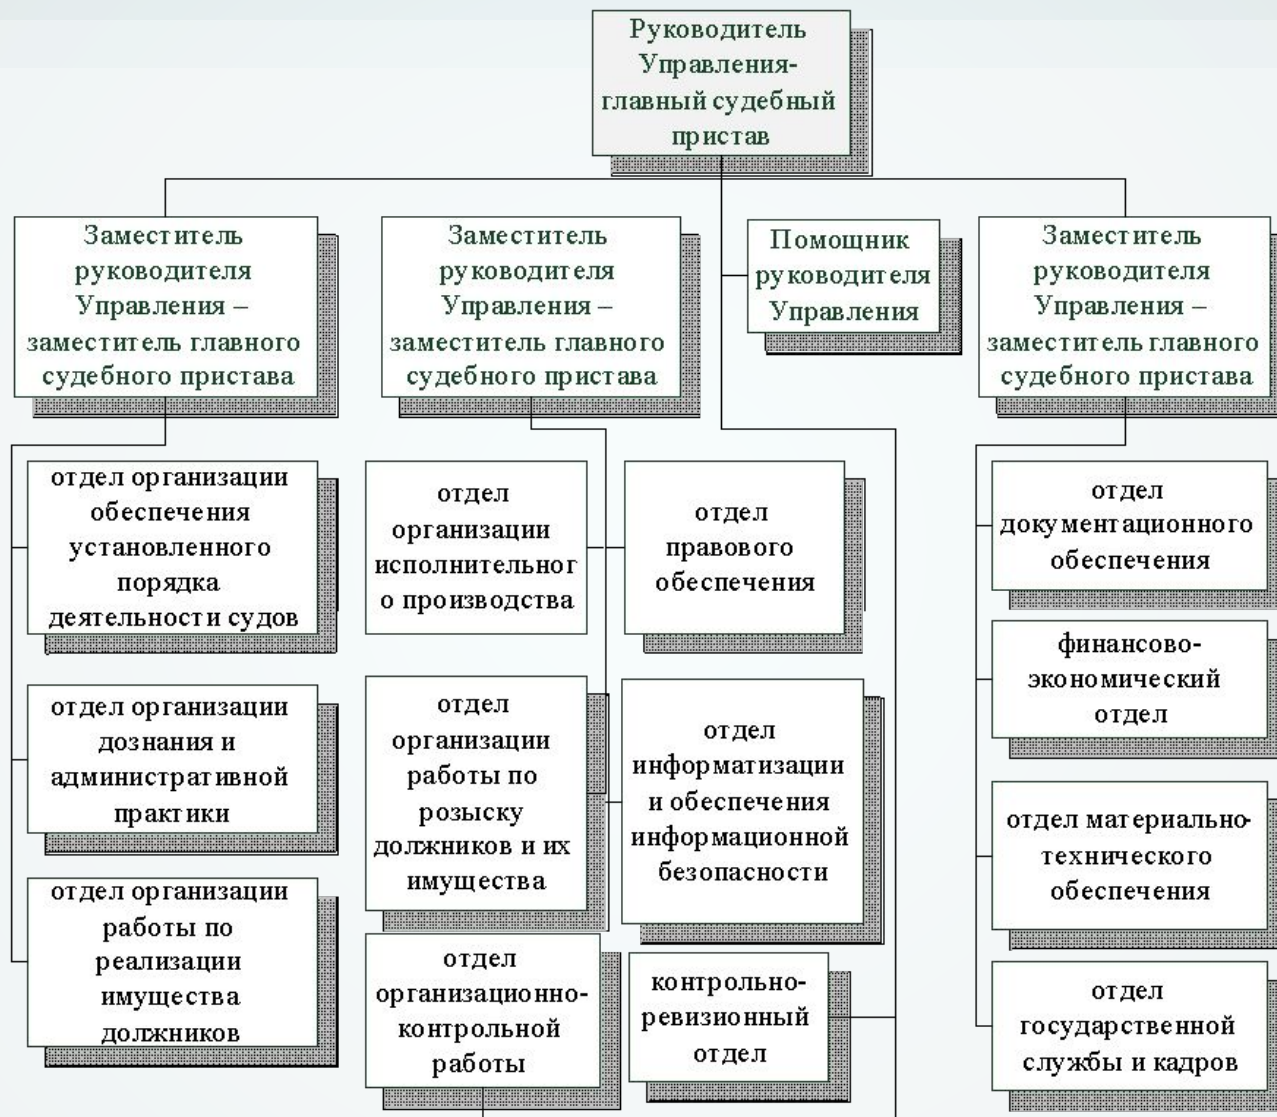 Руководитель
Управления-
главный судебный
пристав
Заместитель
руководителя
Управления –
заместитель главного
судебного пристава
Заместитель
руководителя
Управления –
заместитель главного
судебного пристава
Помощник
руководителя
Управления
Заместитель
руководителя
Управления –
заместитель главного
судебного пристава
отдел организации
обеспечения
установленного
порядка
деятельности судов
отдел организации
дознания и
административной
практики
отдел организации
работы по
реализации
имущества
должников
отдел
организации
исполнительног
о производства
отдел
правового
обеспечения
отдел
организации
работы по
розыску
должников и их
имущества
отдел
информатизации
и обеспечения
информационной
безопасности
отдел
организационно-
контрольной
работы
контрольно-
ревизионный
отдел
отдел
документационного
обеспечения
финансово-
экономический
отдел
отдел материально-
технического
обеспечения
отдел
государственной
службы и кадров